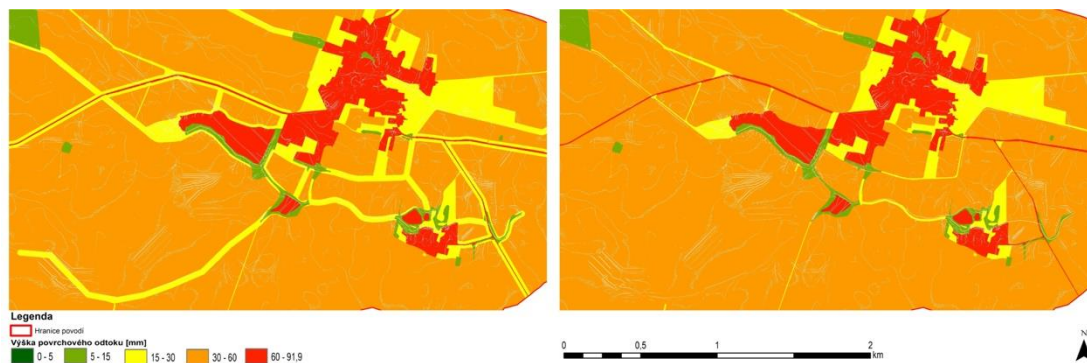 Legenda
Hranice povodí
Výška povrchového odtoku [mm]
0 - 5
5 - 15
15 - 30
30 - 60
60 - 91,9
0
0,5
1
2
km
N